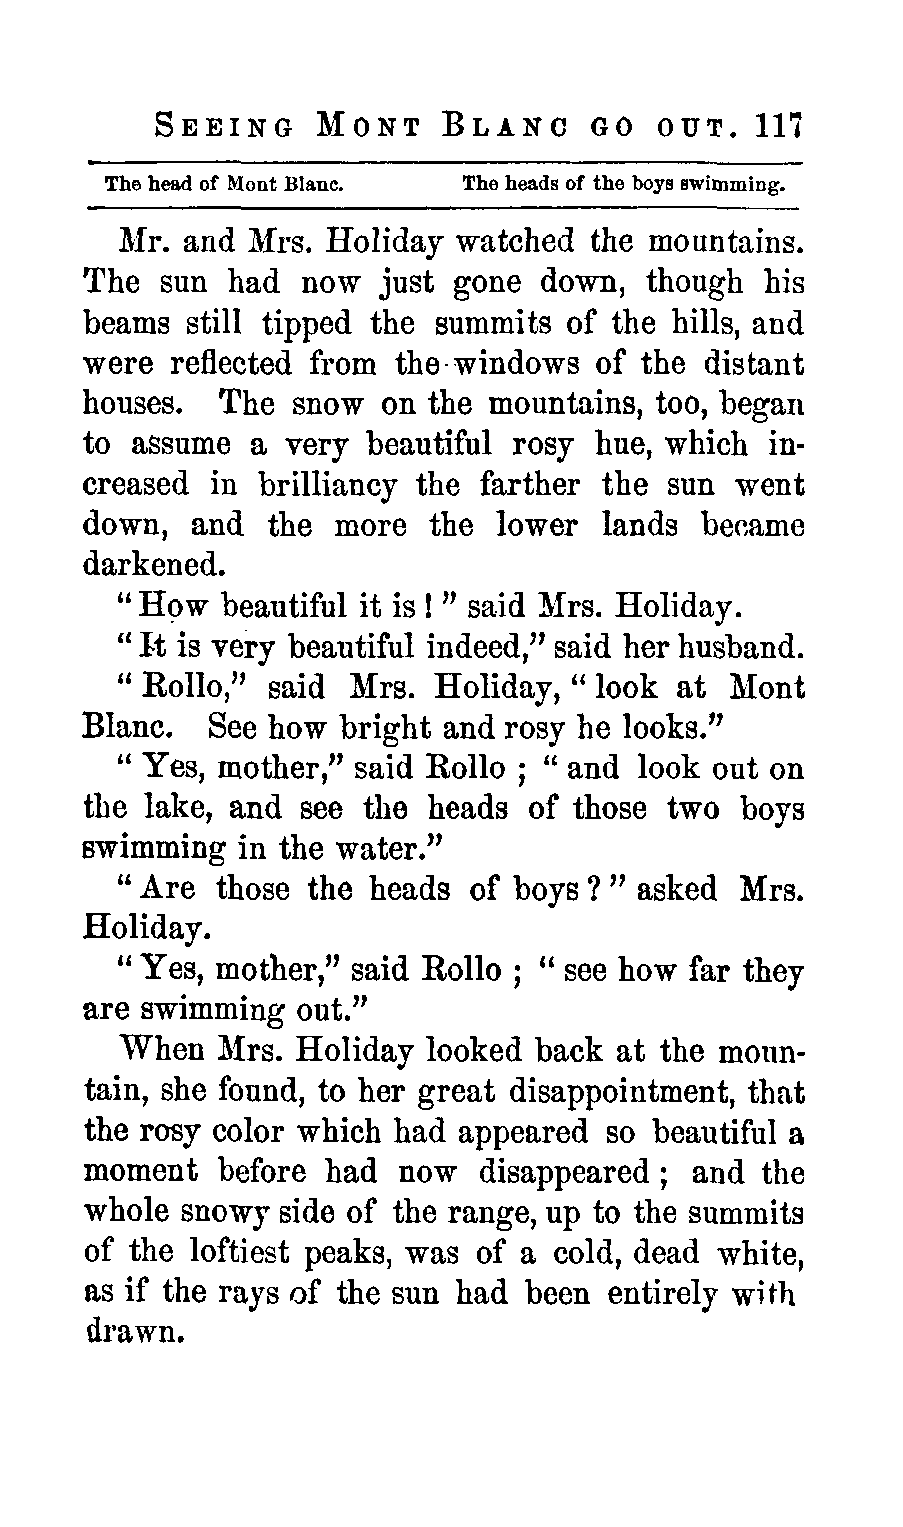 SEEING MONT BLANC GO OUT. 117
The head of Mont Blanc. The heads of the boys swimming.
Mr. and Mrs. Holiday watched the mountains.
The sun had now just gone down, though his
beams still tipped the summits of the hills, and
were reflected from the windows of the distant
houses. The snow on the mountains, too, began
to assume a very beautiful rosy hue, which in-
creased in brilliancy the farther the sun went
down, and the more the lower lands became
darkened.
“How beautiful it is!” said Mrs. Holiday.
“It is very beautiful indeed,” said her husband.
“Rollo,” said Mrs. Holiday, “look at Mont
Blanc. See how bright and rosy he looks.”
“Yes, mother,” said Rollo; “and look out on
the lake, and see the heads of those two boys
swimming in the water.”
“Are those the heads of boys?” asked Mrs.
Holiday.
“Yes, mother,” said Rollo; “see how far they
are swimming out.”
When Mrs. Holiday looked back at the moun-
tain, she found, to her great disappointment, that
the rosy color which had appeared so beautiful a
moment before had now disappeared; and the
whole snowy side of the range, up to the summits
of the loftiest peaks, was of a cold, dead white,
as if the rays of the sun had been entirely with
drawn.